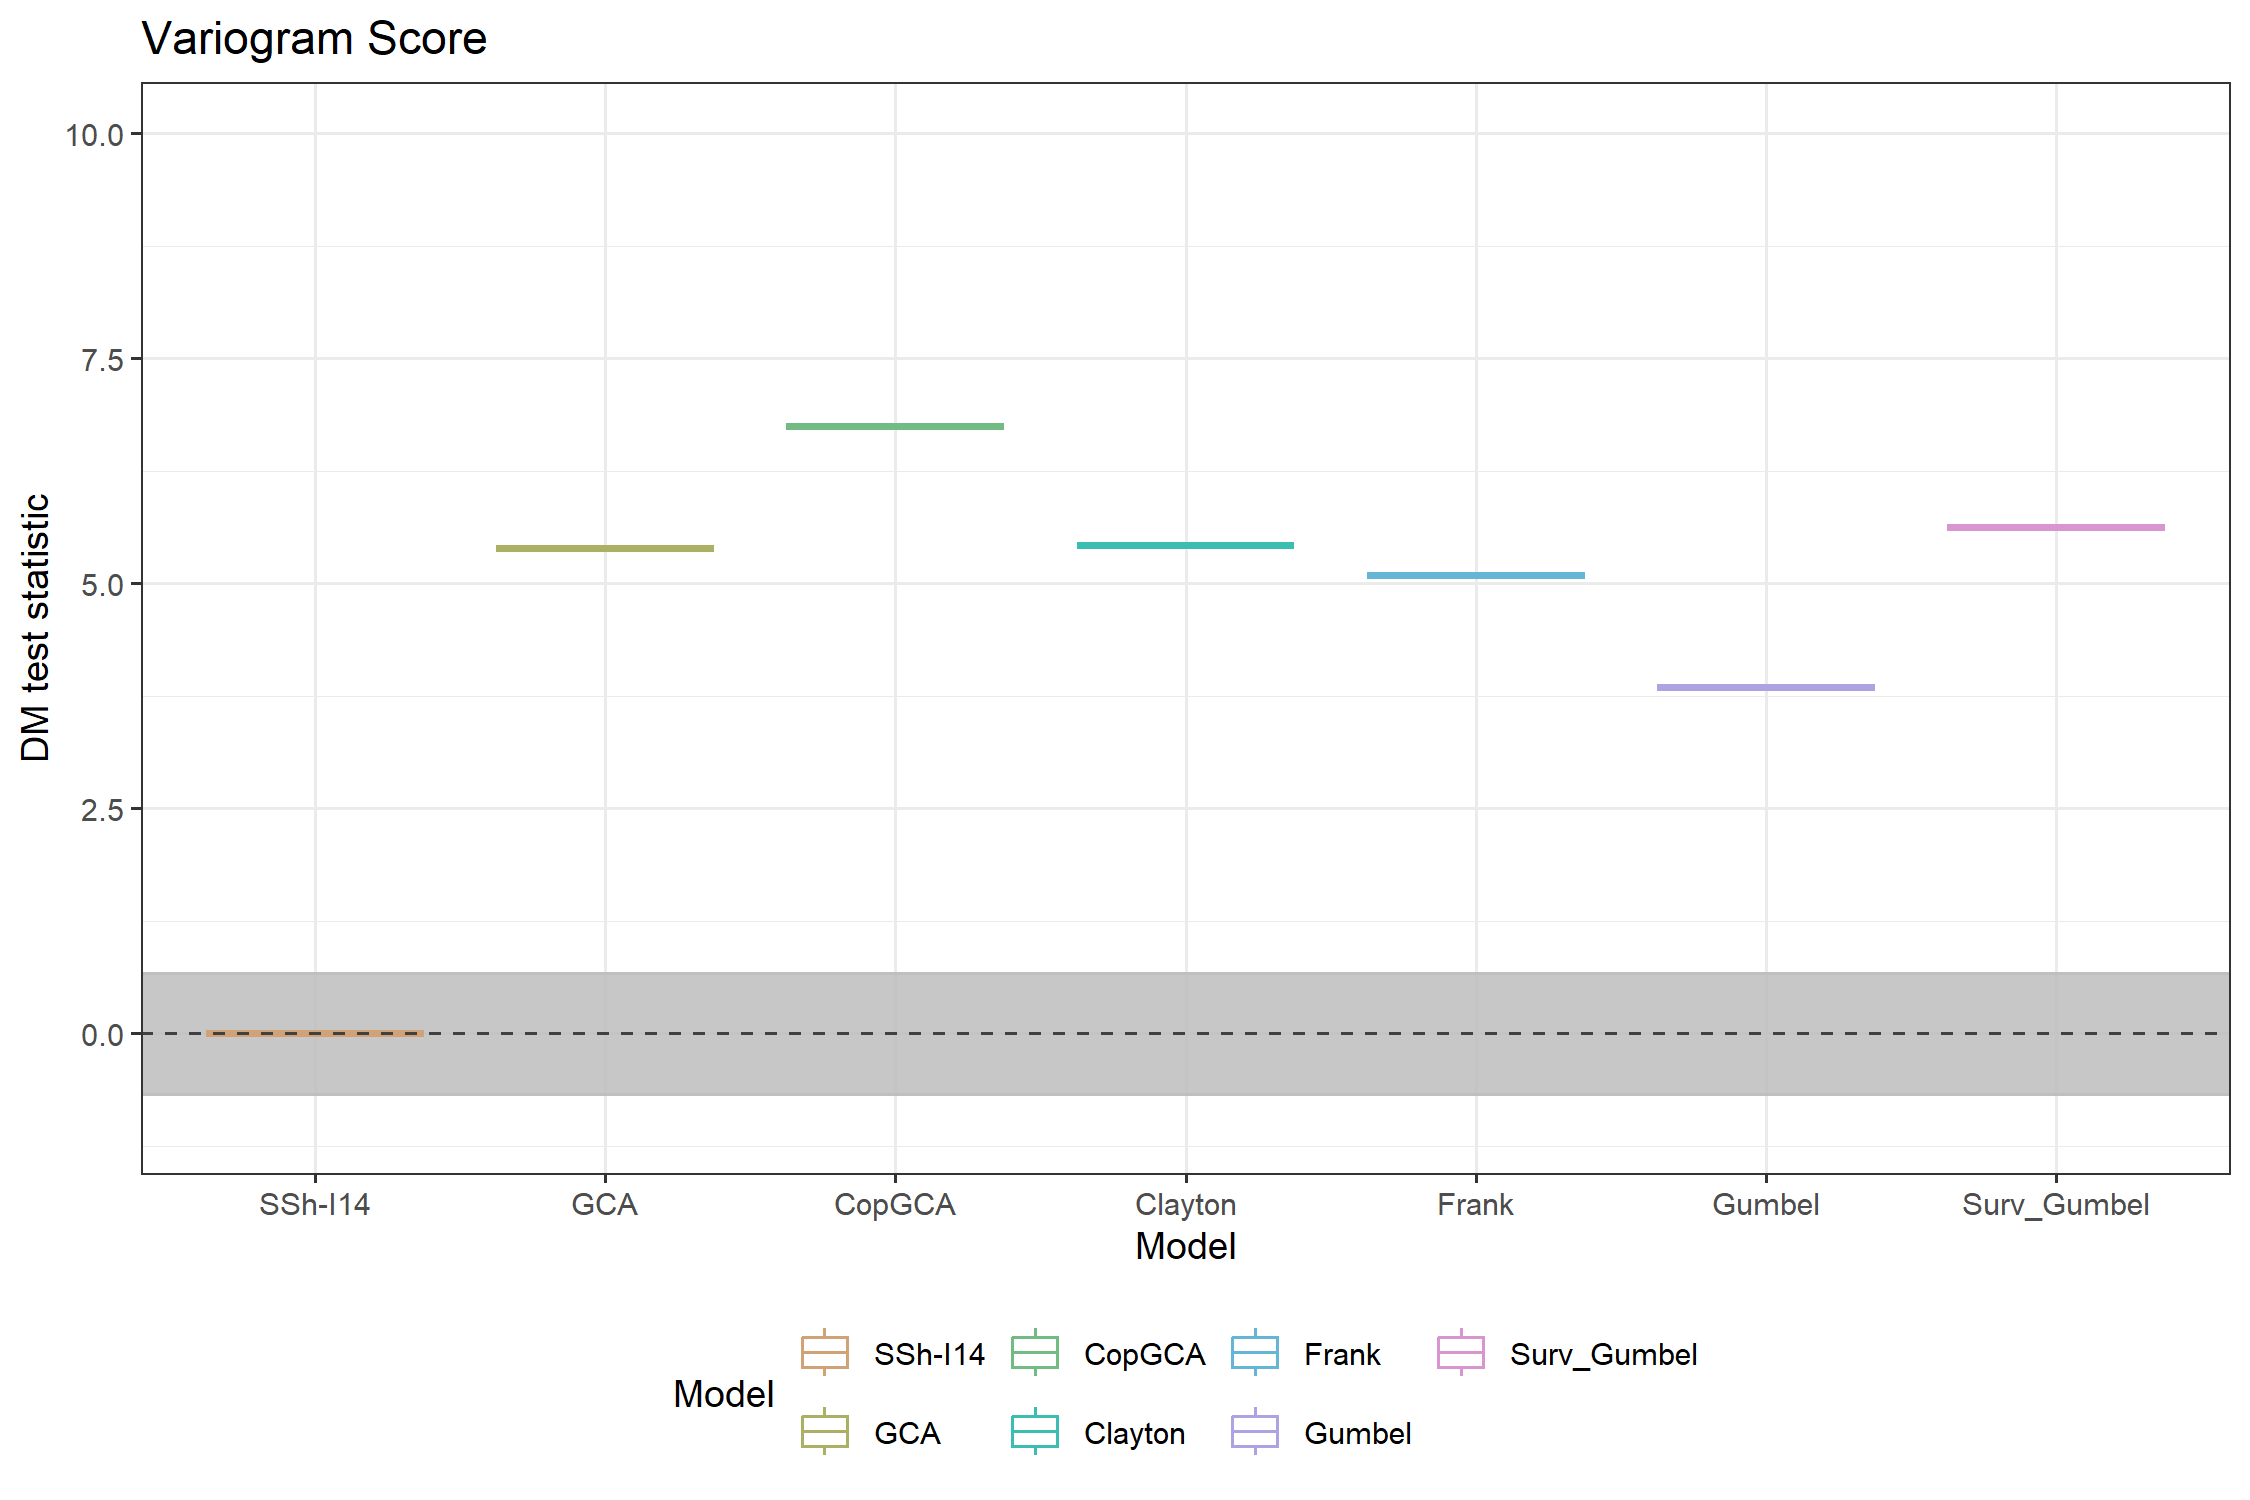 Variogram Score
10.0
7.5
5.0
2.5
0.0
DM test statistic
SSh-I14 GCA CopGCA Clayton Frank Gumbel Surv_Gumbel
Model
Model
SSh-I14 CopGCA Frank Surv_Gumbel
GCA Clayton Gumbel